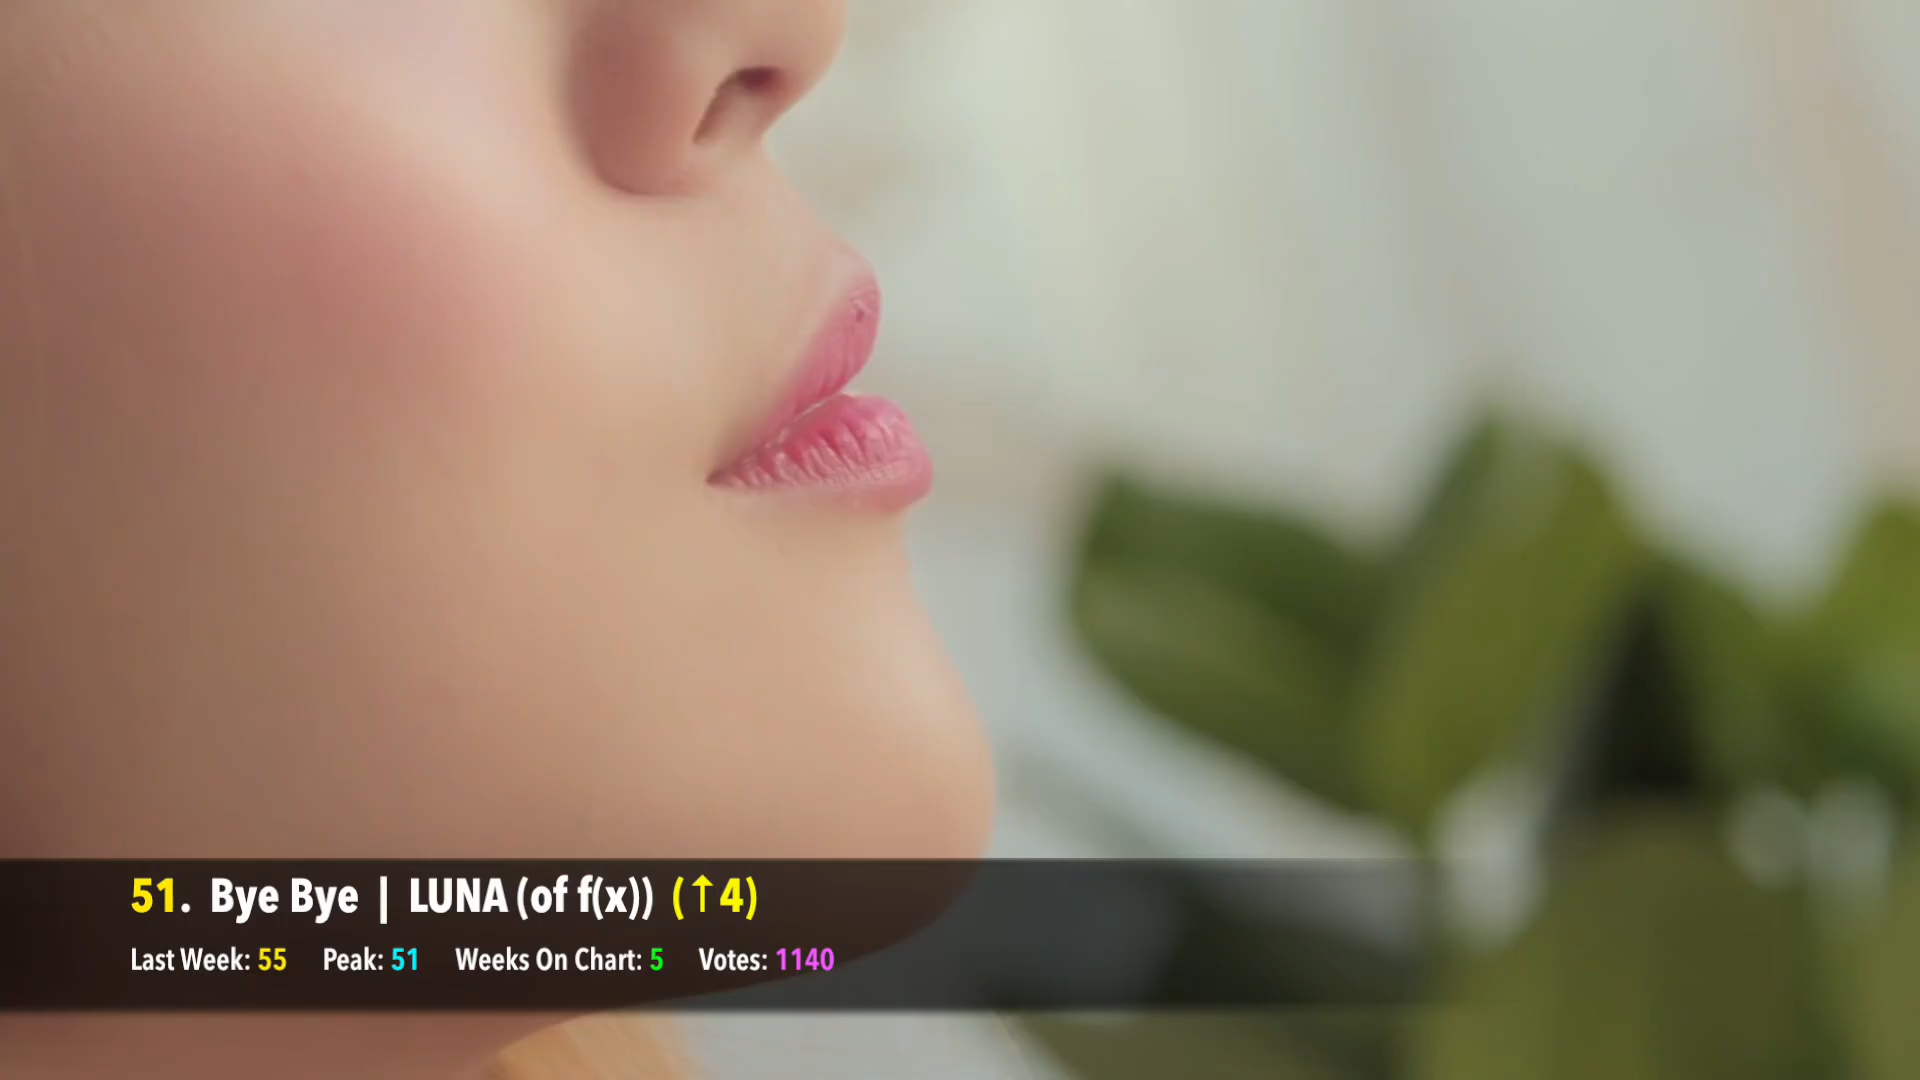 51. Bye Bye | LUNA (of f(x)) (↑4)
Last Week: 55 Peak: 51 Weeks On Chart: 5 Votes: 1140